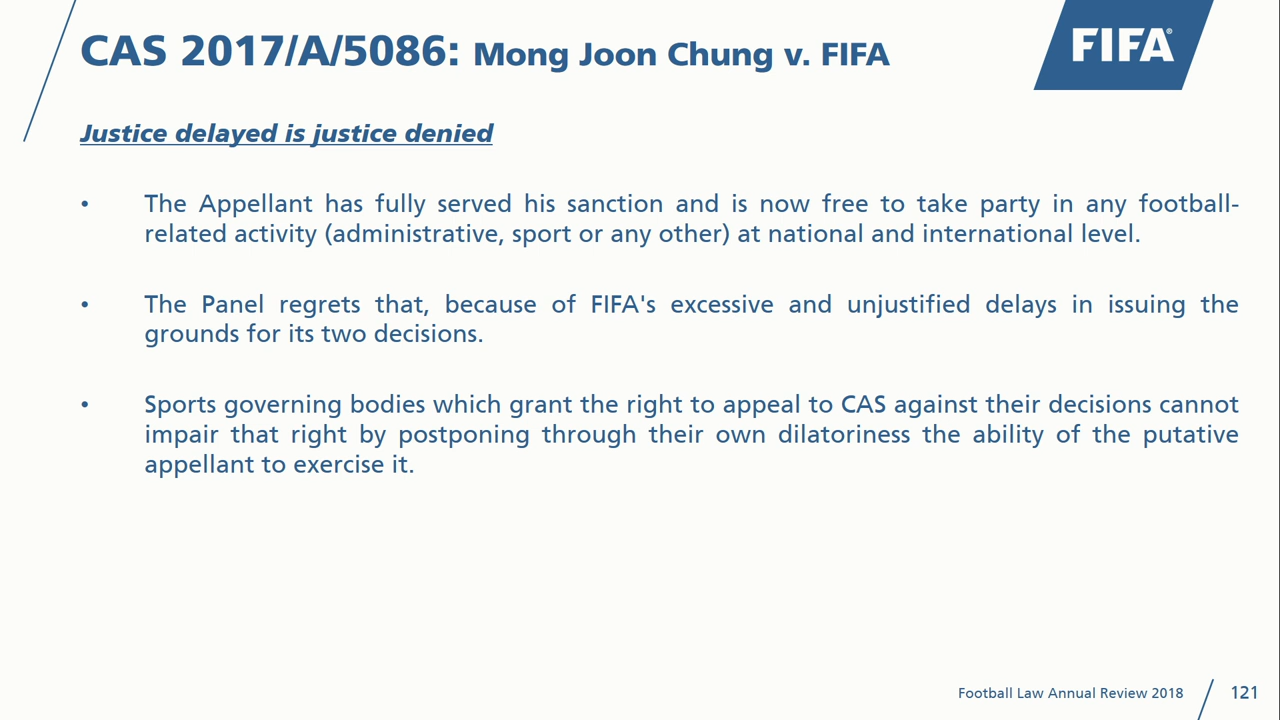 CAS 2017/A/5086: Mong Joon Chung v. FIFA
FIFA®
Justice delayed is justice denied
• The Appellant has fully served his sanction and is now free to take party in any football-
related activity (administrative, sport or any other) at national and international level.
• The Panel regrets that, because of FIFA's excessive and unjustified delays in issuing the
grounds for its two decisions.
• Sports governing bodies which grant the right to appeal to CAS against their decisions cannot
impair that right by postponing through their own dilatoriness the ability of the putative
appellant to exercise it.
Football Law Annual Review 2018 121